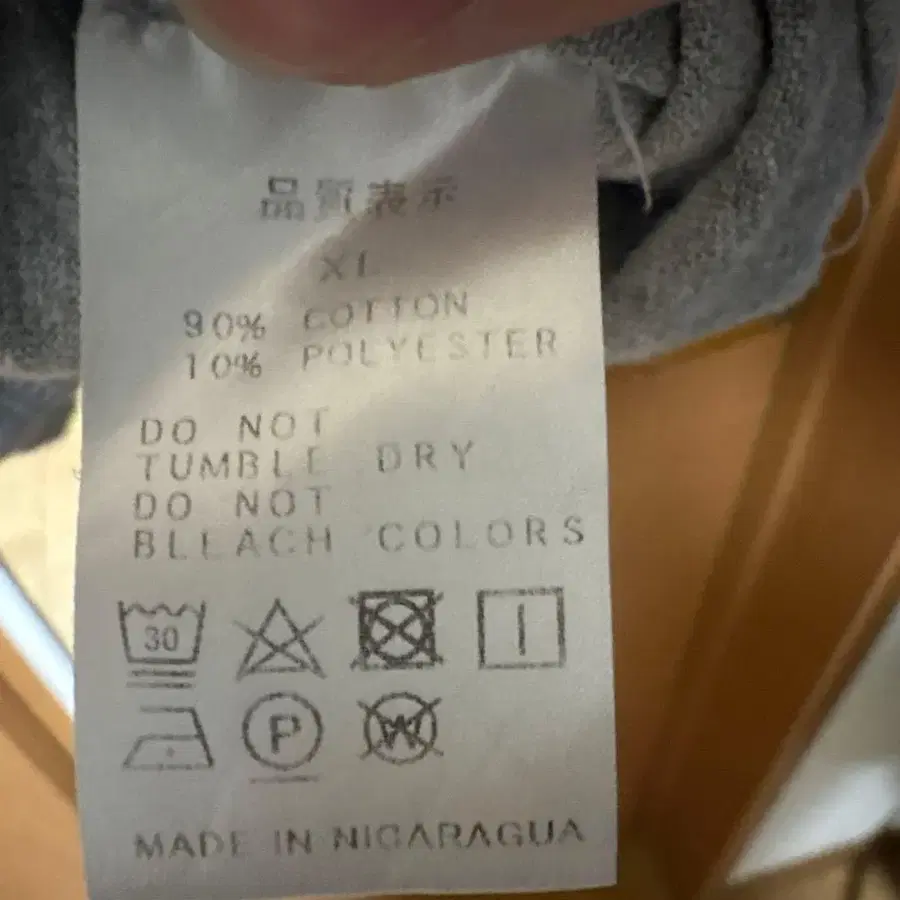 品質表示
XL
90% COTTON
10% POLYESTER
DO NOT
TUMBLE DRY
DO NOT
BLEACH COLORS
30
P
W
MADE IN NICARAGUA